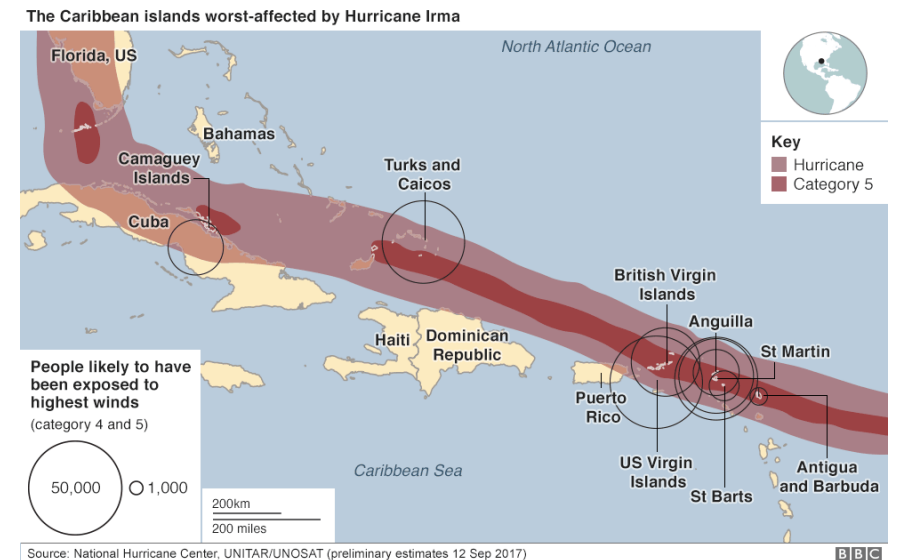 The Caribbean islands worst-affected by Hurricane Irma
North Atlantic Ocean
Florida, US
Bahamas
Key
Hurricane
Category 5
Camaguey
Islands
Turks and
Caicos
Cuba
British Virgin
Islands
Anguilla
St Martin
Haiti
Dominican
Republic
Puerto
Rico
US Virgin
Islands
St Barts
Antigua
and Barbuda
Caribbean Sea
People likely to have
been exposed to
highest winds
(category 4 and 5)
50,000
1,000
200km
200 miles
Source: National Hurricane Center, UNITAR/UNOSAT (preliminary estimates 12 Sep 2017)
BBC